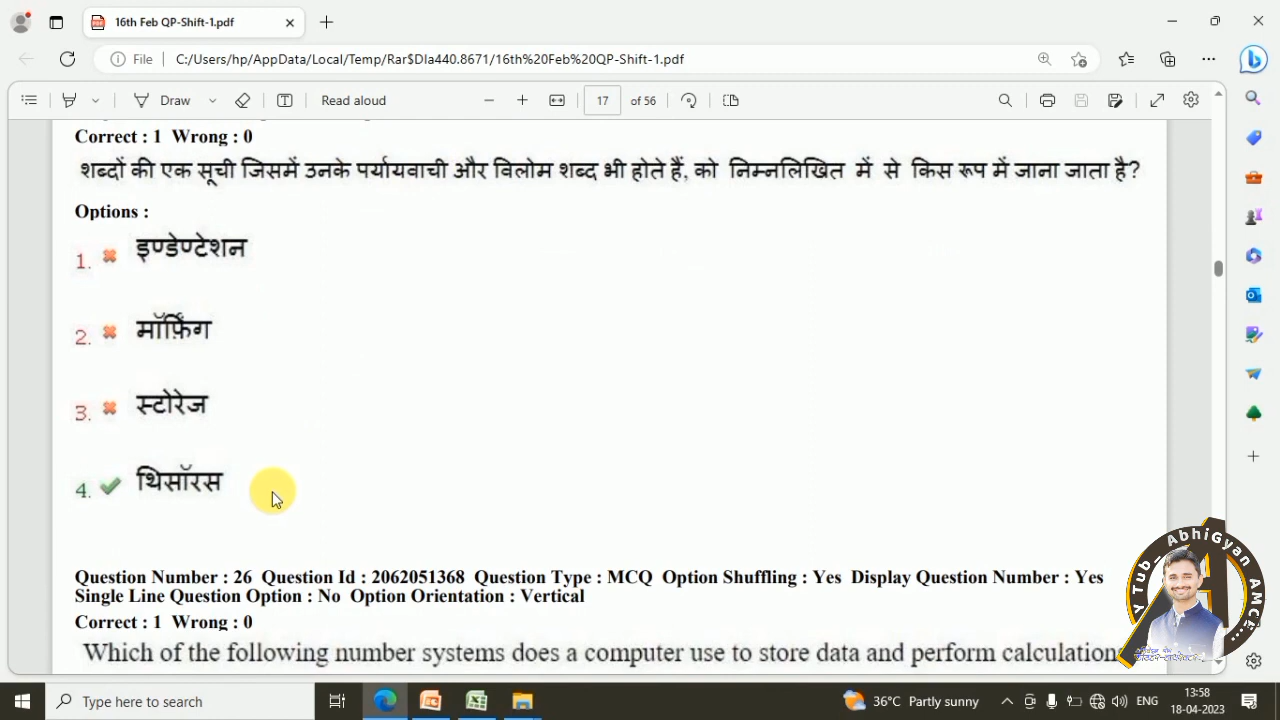 16th Feb QP-Shift-1.pdf
File C:/Users/hp/AppData/Local/Temp/Rar$DIa440.8671/16th%20Feb%20QP-Shift-1.pdf
Draw Read aloud 17 of 56
Correct : 1 Wrong : 0
शब्दों की एक सूची जिसमें उनके पर्यायवाची और विलोम शब्द भी होते हैं, को निम्नलिखित में से किस रूप में जाना जाता है?
Options :
1. इण्डेण्टेशन
2. मॉर्फ़िंग
3. स्टोरेज
4. थिसॉरस
Question Number : 26 Question Id : 2062051368 Question Type : MCQ Option Shuffling : Yes Display Question Number : Yes
Single Line Question Option : No Option Orientation : Vertical
Correct : 1 Wrong : 0
Which of the following number systems does a computer use to store data and perform calculation
Y Tub_ AbhiGyan AMCE...
Type here to search
36°C Partly sunny
ENG
13:58
18-04-2023